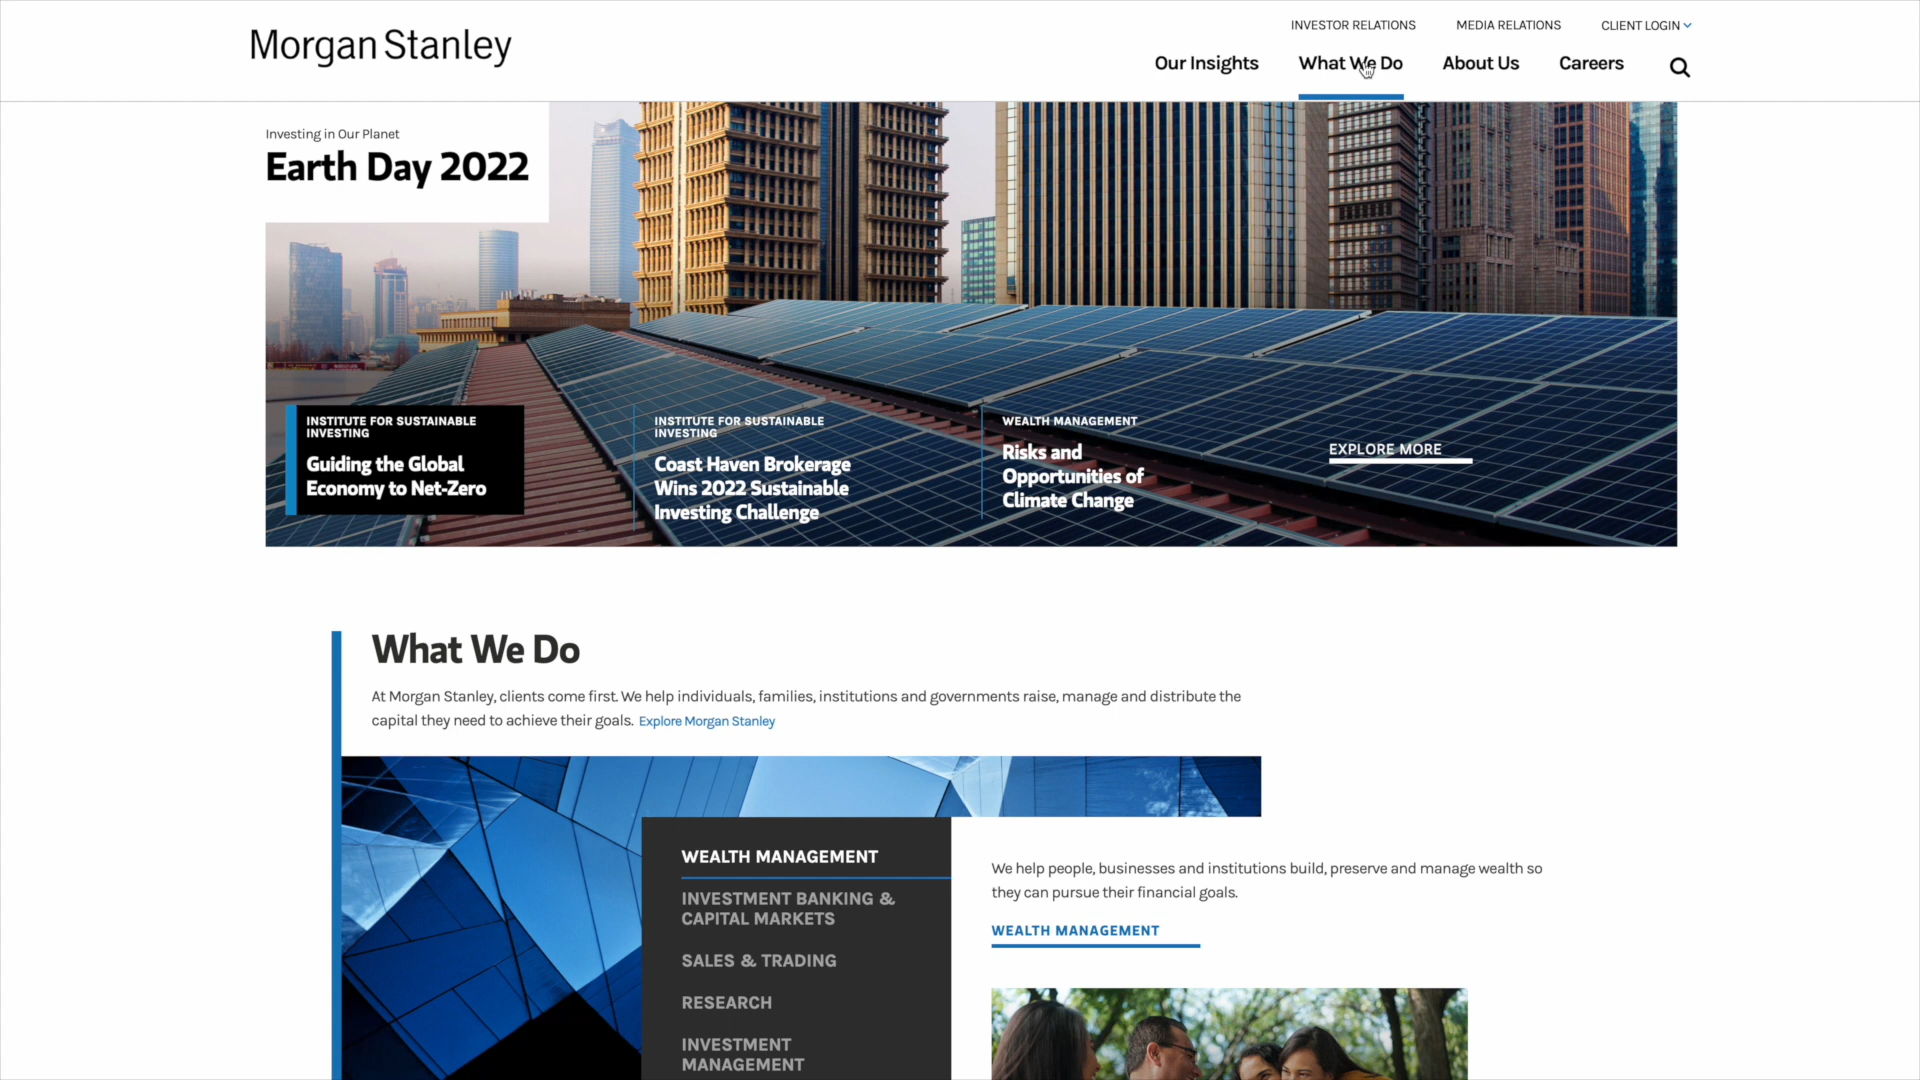 Morgan Stanley
INVESTOR RELATIONS
MEDIA RELATIONS
CLIENT LOGIN
Our Insights
What We Do
About Us
Careers
Investing in Our Planet
Earth Day 2022
INSTITUTE FOR SUSTAINABLE
INVESTING
Guiding the Global
Economy to Net-Zero
INSTITUTE FOR SUSTAINABLE
INVESTING
Coast Haven Brokerage
Wins 2022 Sustainable
Investing Challenge
WEALTH MANAGEMENT
Risks and
Opportunities of
Climate Change
EXPLORE MORE
What We Do
At Morgan Stanley, clients come first. We help individuals, families, institutions and governments raise, manage and distribute the
capital they need to achieve their goals. Explore Morgan Stanley
WEALTH MANAGEMENT
INVESTMENT BANKING &
CAPITAL MARKETS
SALES & TRADING
RESEARCH
INVESTMENT
MANAGEMENT
We help people, businesses and institutions build, preserve and manage wealth so
they can pursue their financial goals.
WEALTH MANAGEMENT